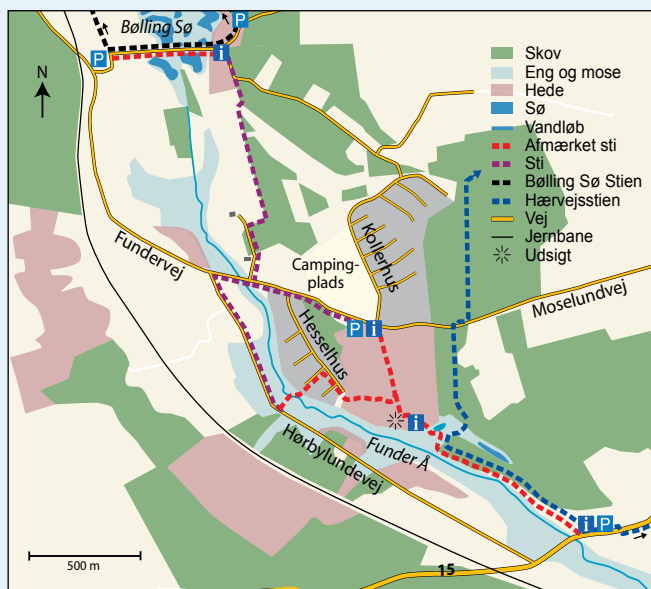 Bølling Sø
P
P
i
N
Skov
Eng og mose
Hede
Sø
Vandløb
Afmærket sti
Sti
Bølling Sø Stien
Hærvejsstien
Vej
Jernbane
Udsigt
Fundervej
Camping-
plads
Kollerhus
Moselundvej
P i
Hesselhus
i
Funder Å
Hørbylundevej
i P
500 m
15